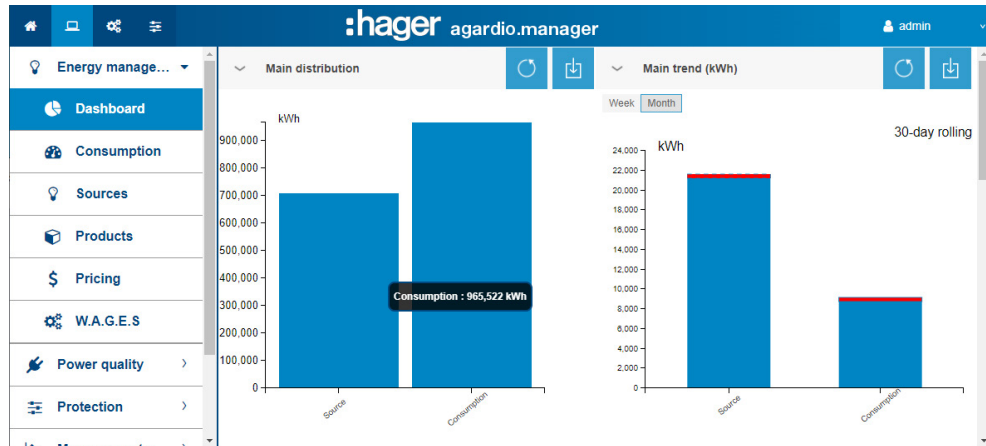 :hager agardio.manager
admin
Energy manage...
Dashboard
Consumption
Sources
Products
Pricing
W.A.G.E.S
Power quality
Protection
Main distribution
kWh
900,000
800,000
700,000
600,000
500,000
400,000
300,000
200,000
100,000
0
Consumption : 965,522 kWh
Source
Consumption
Main trend (kWh)
Week Month
30-day rolling
kWh
24,000
22,000
20,000
18,000
16,000
14,000
12,000
10,000
8,000
6,000
4,000
2,000
0
Source
Consumption